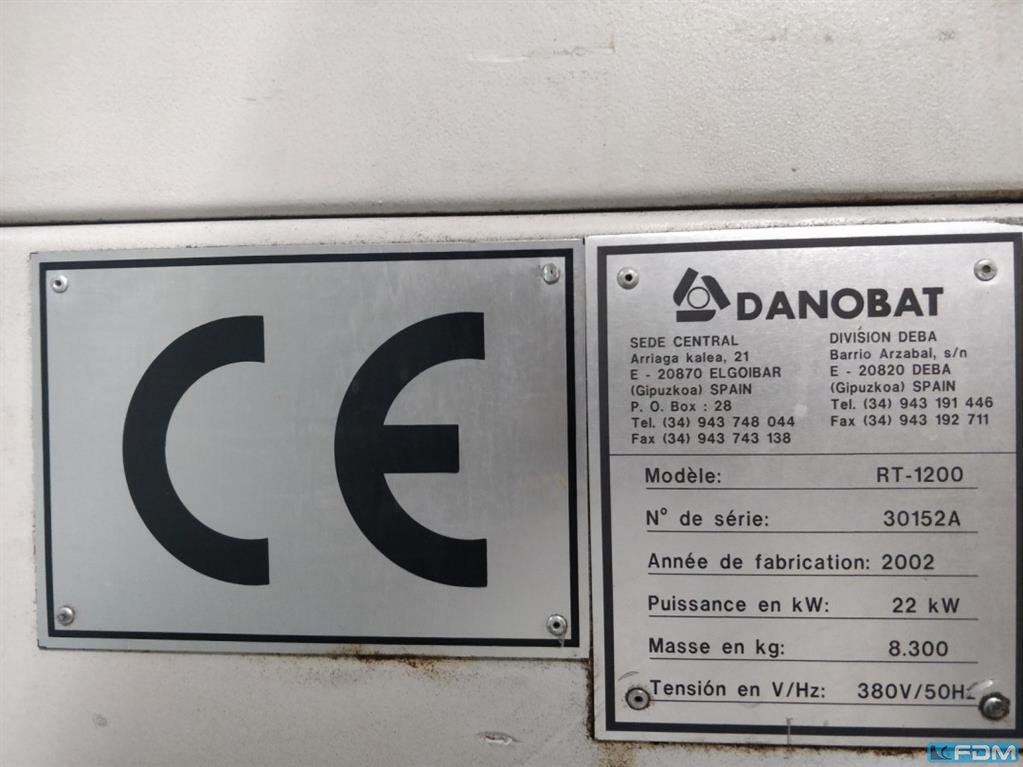 CE
DANOBAT
SEDE CENTRAL
Arriaga kalea, 21
E - 20870 ELGOIBAR
(Gipuzkoa) SPAIN
P. O. Box : 28
Tel. (34) 943 748 044
Fax (34) 943 743 138
DIVISIÓN DEBA
Barrio Arzabal, s/n
E - 20820 DEBA
(Gipuzkoa) SPAIN
Tel. (34) 943 191 446
Fax (34) 943 192 711
Modèle: RT-1200
N° de série: 30152A
Année de fabrication: 2002
Puissance en kW: 22 kW
Masse en kg: 8.300
Tensión en V/Hz: 380V/50Hz
FDM